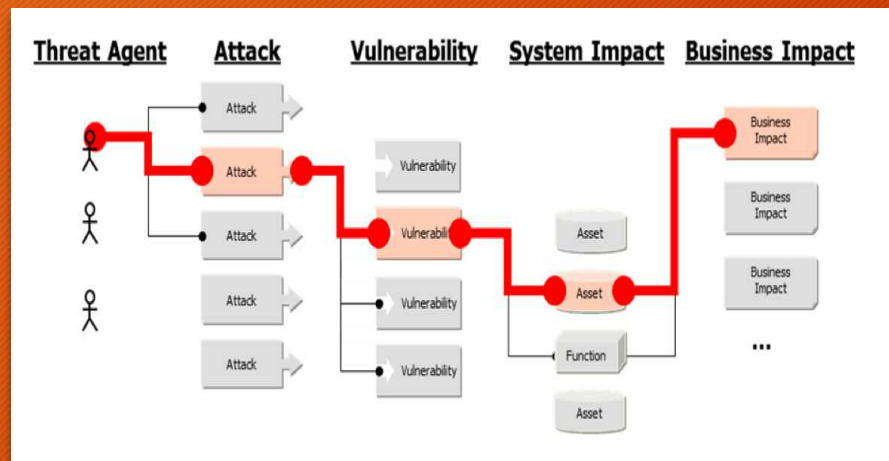 Threat Agent
Attack
Vulnerability
System Impact
Business Impact
Attack
Attack
Attack
Attack
Attack
Vulnerability
Vulnerability
Vulnerability
Vulnerability
Asset
Asset
Function
Asset
Business
Impact
Business
Impact
Business
Impact
...